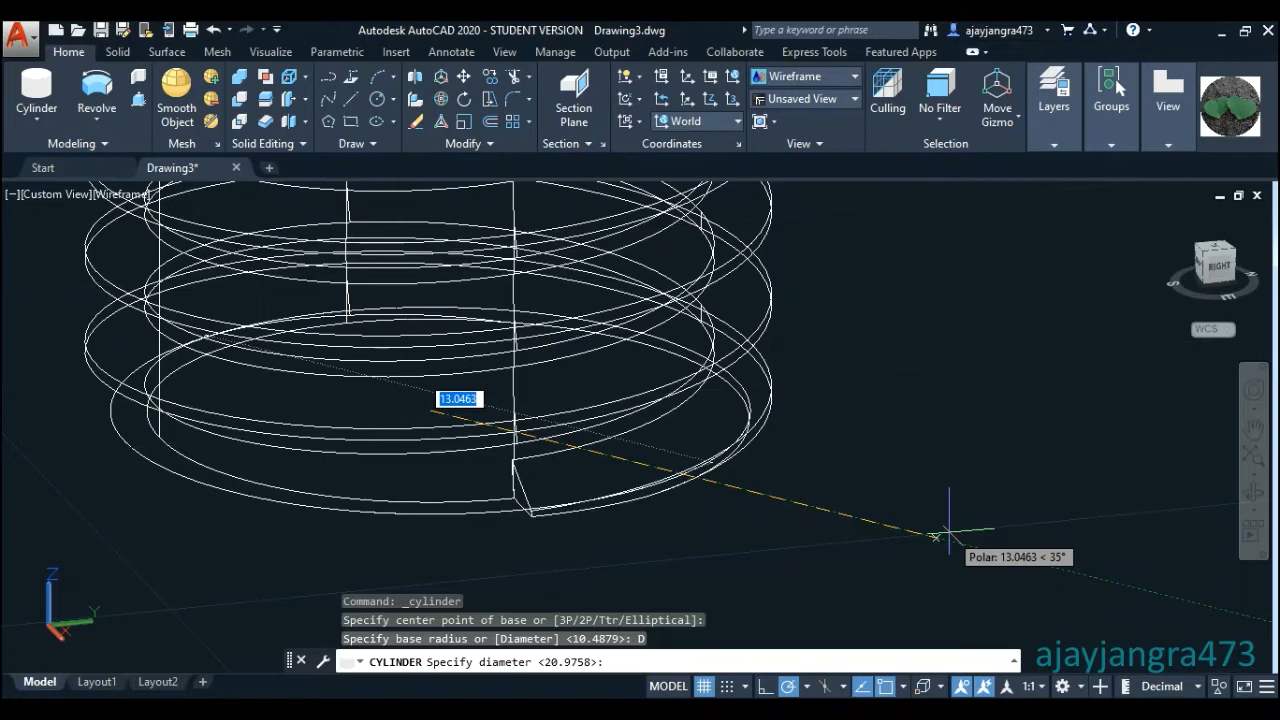 Autodesk AutoCAD 2020 - STUDENT VERSION Drawing3.dwg
Type a keyword or phrase
ajayjangra473
Home Solid Surface Mesh Visualize Parametric Insert Annotate View Manage Output Add-ins Collaborate Express Tools Featured Apps
Cylinder
Revolve
Smooth
Object
Section
Plane
Wireframe
Unsaved View
World
Culling
No Filter
Move
Gizmo
Layers
Groups
View
Modeling
Mesh
Solid Editing
Draw
Modify
Section
Coordinates
View
Selection
Start
Drawing3*
[−][Custom View][Wireframe]
RIGHT
S
E
WCS
13.0463
Polar: 13.0463 < 35°
Z
Y
X
Command: _cylinder
Specify center point of base or [3P/2P/Ttr/Elliptical]:
Specify base radius or [Diameter] <10.4879>: D
CYLINDER Specify diameter <20.9758>:
ajayjangra473
Model Layout1 Layout2
MODEL
1:1
Decimal